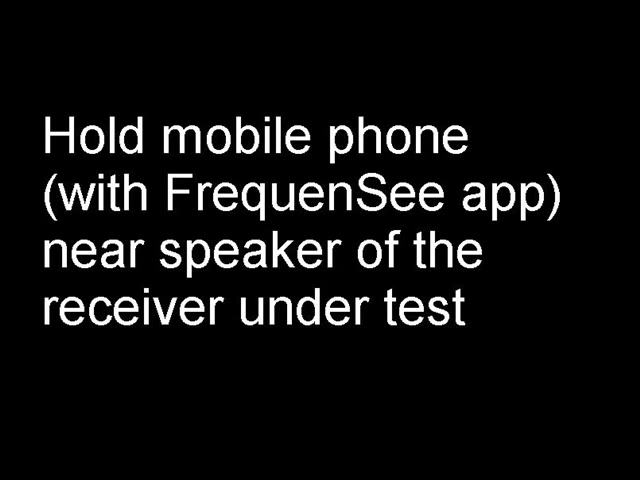 Hold mobile phone
(with FrequenSee app)
near speaker of the
receiver under test